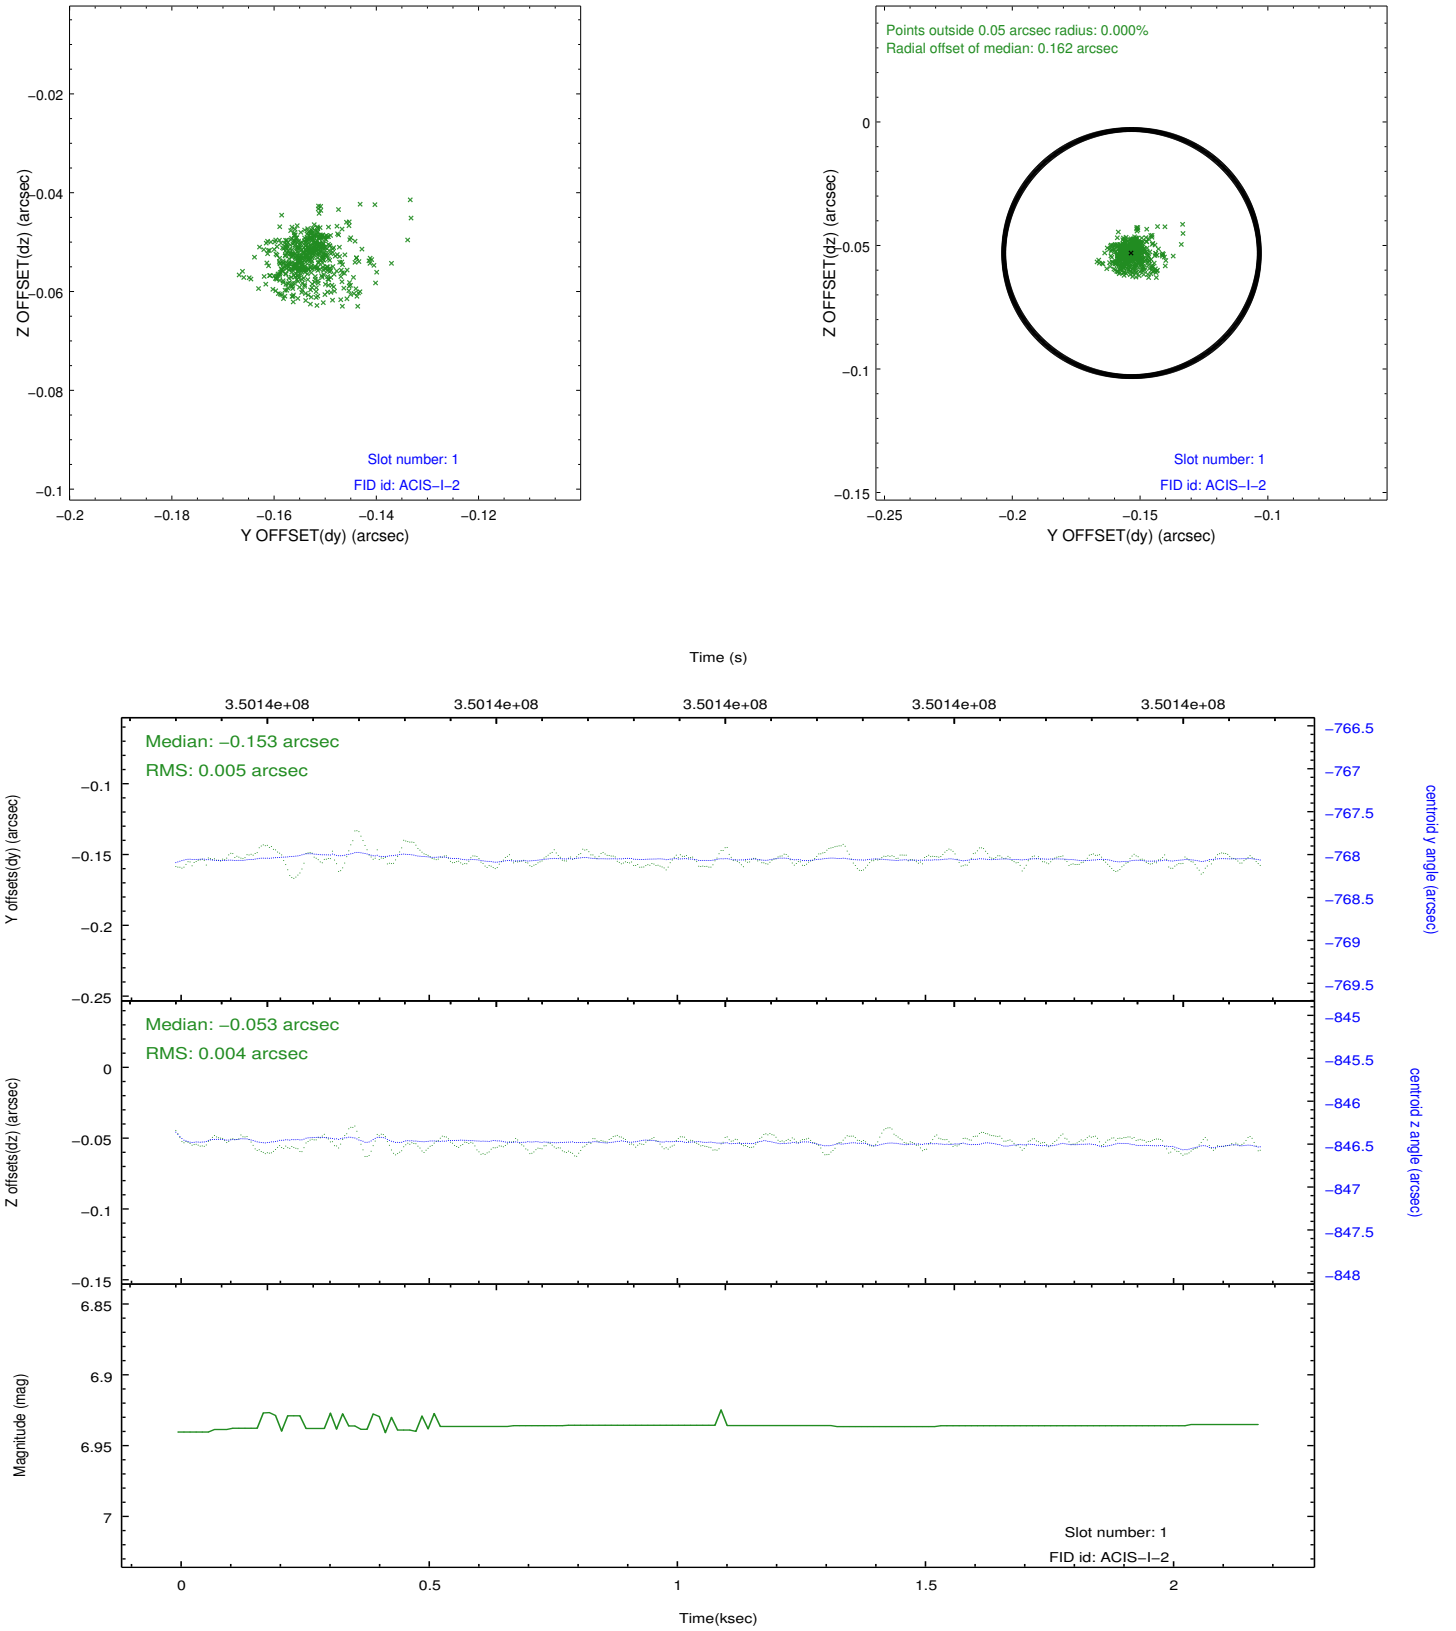 −0.02
−0.04
−0.06
−0.08
−0.1
Z OFFSET(dz) (arcsec)
Slot number: 1
FID id: ACIS−I−2
−0.2 −0.18 −0.16 −0.14 −0.12
Y OFFSET(dy) (arcsec)
Points outside 0.05 arcsec radius: 0.000%
Radial offset of median: 0.162 arcsec
0
−0.05
−0.1
−0.15
Z OFFSET(dz) (arcsec)
Slot number: 1
FID id: ACIS−I−2
−0.25 −0.2 −0.15 −0.1
Y OFFSET(dy) (arcsec)
Time (s)
3.5014e+08 3.5014e+08 3.5014e+08 3.5014e+08 3.5014e+08
Median: −0.153 arcsec
RMS: 0.005 arcsec
−0.1
−0.15
−0.2
−0.25
Y offsets(dy) (arcsec)
−766.5
−767
−767.5
−768
−768.5
−769
−769.5
centroid y angle (arcsec)
Median: −0.053 arcsec
RMS: 0.004 arcsec
0
−0.05
−0.1
−0.15
Z offsets(dz) (arcsec)
−845
−845.5
−846
−846.5
−847
−847.5
−848
centroid z angle (arcsec)
6.85
6.9
6.95
7
Magnitude (mag)
Slot number: 1
FID id: ACIS−I−2
0 0.5 1 1.5 2
Time(ksec)